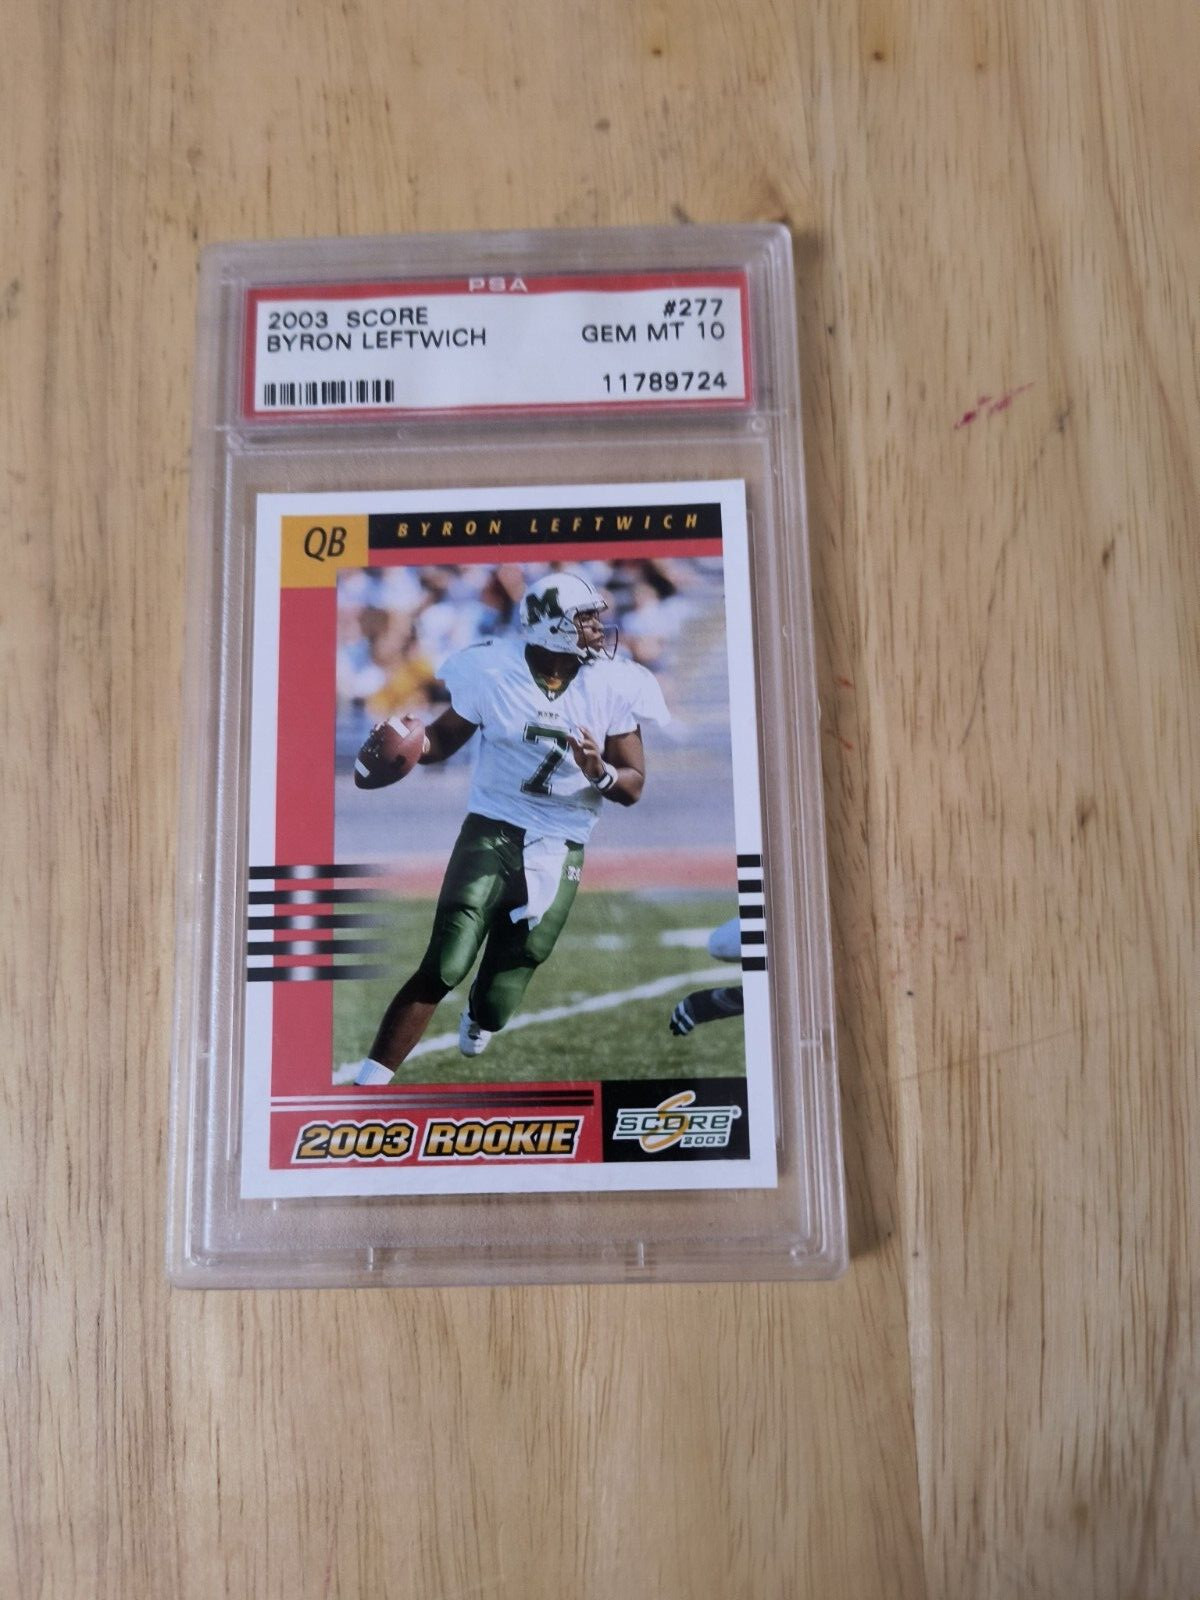 PSA
2003 SCORE #277
BYRON LEFTWICH GEM MT 10
11789724
QB BYRON LEFTWICH
M
7
2003 ROOKIE
SCORE®
2003